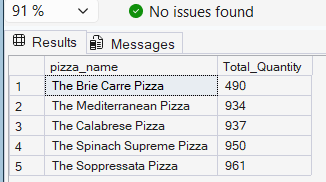 91 %
No issues found
Results Messages
pizza_name Total_Quantity
1 The Brie Carre Pizza 490
2 The Mediterranean Pizza 934
3 The Calabrese Pizza 937
4 The Spinach Supreme Pizza 950
5 The Soppressata Pizza 961